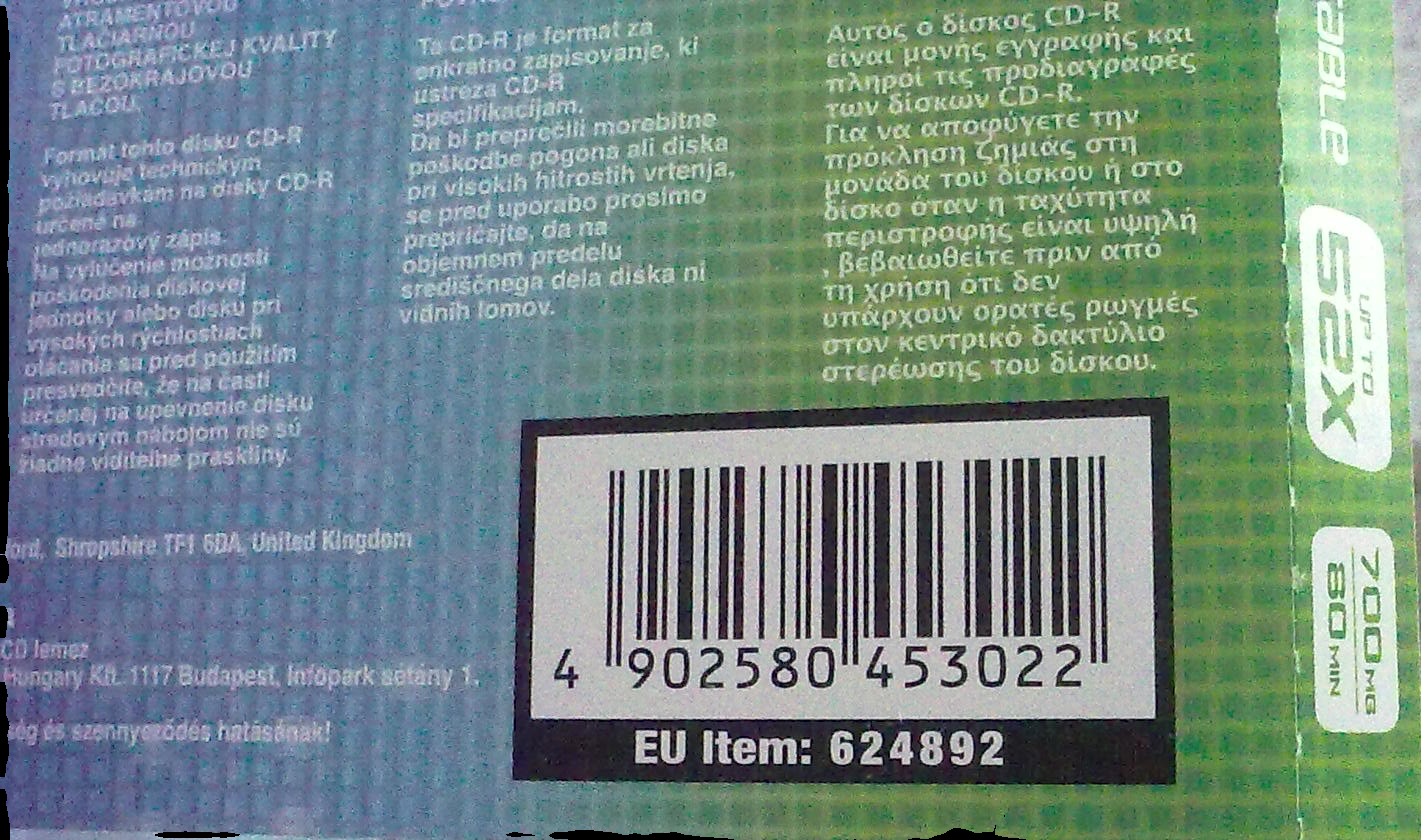 ATRAMENTOVOU
TLAČIARŇOU
FOTOGRAFICKEJ KVALITY
S BEZOKRAJOVOU
TLAČOU.
Formát tohto disku CD-R
vyhovuje technickým
požiadavkám na disky CD-R
určené na
jednorazový zápis.
Na vylúčenie možnosti
poškodenia diskovej
jednotky alebo disku pri
vysokých rýchlostiach
otáčania sa pred použitím
presvedčite, že na časti
určenej na upevnenie disku
stredovým nábojom nie sú
žiadne viditeľné praskliny.
Ta CD-R je format za
enkratno zapisovanje, ki
ustreza CD-R
specifikacijam.
Da bi preprečili morebitne
poškodbe pogona ali diska
pri visokih hitrostih vrtenja,
se pred uporabo prosimo
prepričajte, da na
objemnem predelu
središčnega dela diska ni
vidnih lomov.
Αυτός ο δίσκος CD-R
είναι μονής εγγραφής και
πληροί τις προδιαγραφές
των δίσκων CD-R.
Για να αποφύγετε την
πρόκληση ζημιάς στη
μονάδα του δίσκου ή στο
δίσκο όταν η ταχύτητα
περιστροφής είναι υψηλή
, βεβαιωθείτε πριν από
τη χρήση ότι δεν
υπάρχουν ορατές ρωγμές
στον κεντρικό δακτύλιο
στερέωσης του δίσκου.
ford, Shropshire TF1 6DA, United Kingdom
CD lemez
Hungary Kft. 1117 Budapest, Infopark sétány 1.
ség és szennyeződés hatásának!
4 902580 453022
EU Item: 624892
TABLE
UP TO
52X
700MB
80MIN